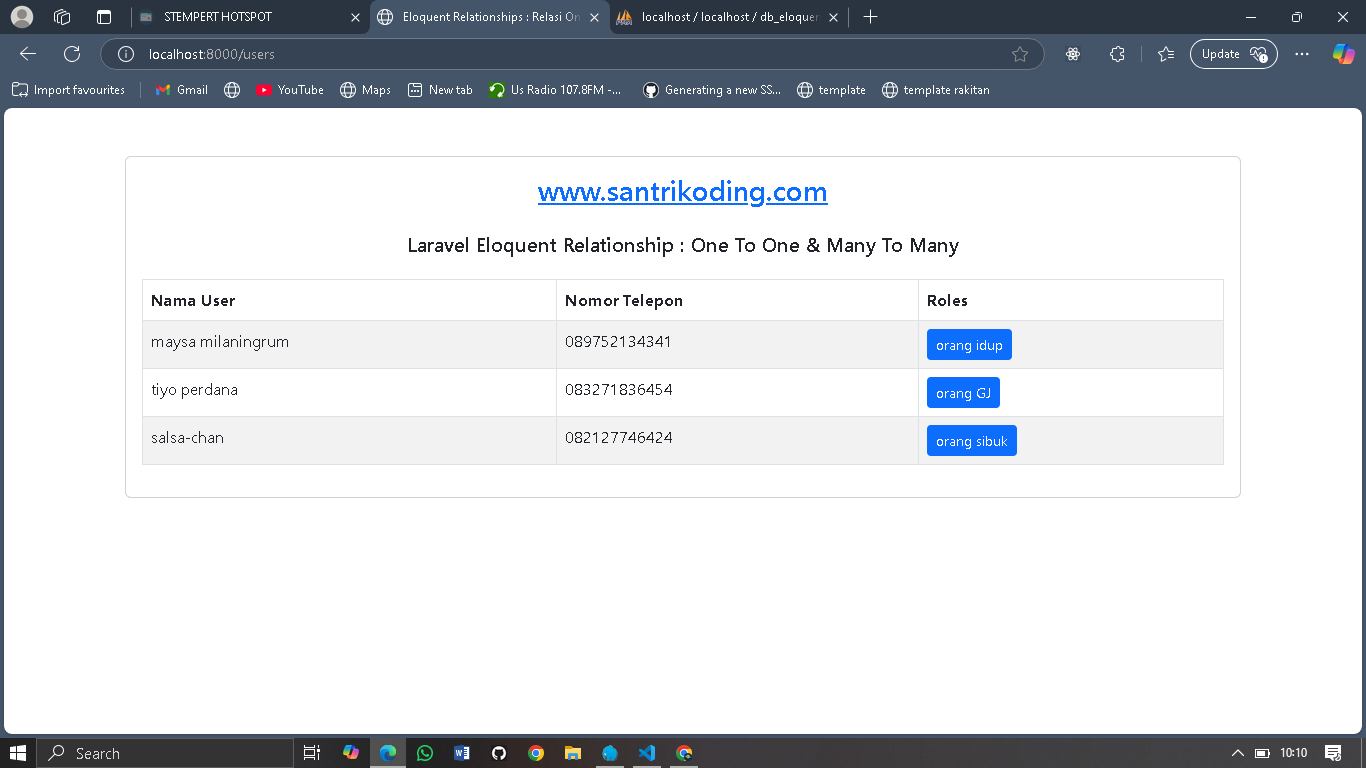 STEMPERT HOTSPOT
Eloquent Relationships : Relasi On
localhost / localhost / db_eloquen
localhost:8000/users
Update
Import favourites
Gmail
YouTube
Maps
New tab
Us Radio 107.8FM -...
Generating a new SS...
template
template rakitan
www.santrikoding.com
Laravel Eloquent Relationship : One To One & Many To Many
Nama User Nomor Telepon Roles
maysa milaningrum 089752134341 orang idup
tiyo perdana 083271836454 orang GJ
salsa-chan 082127746424 orang sibuk
Search
10:10